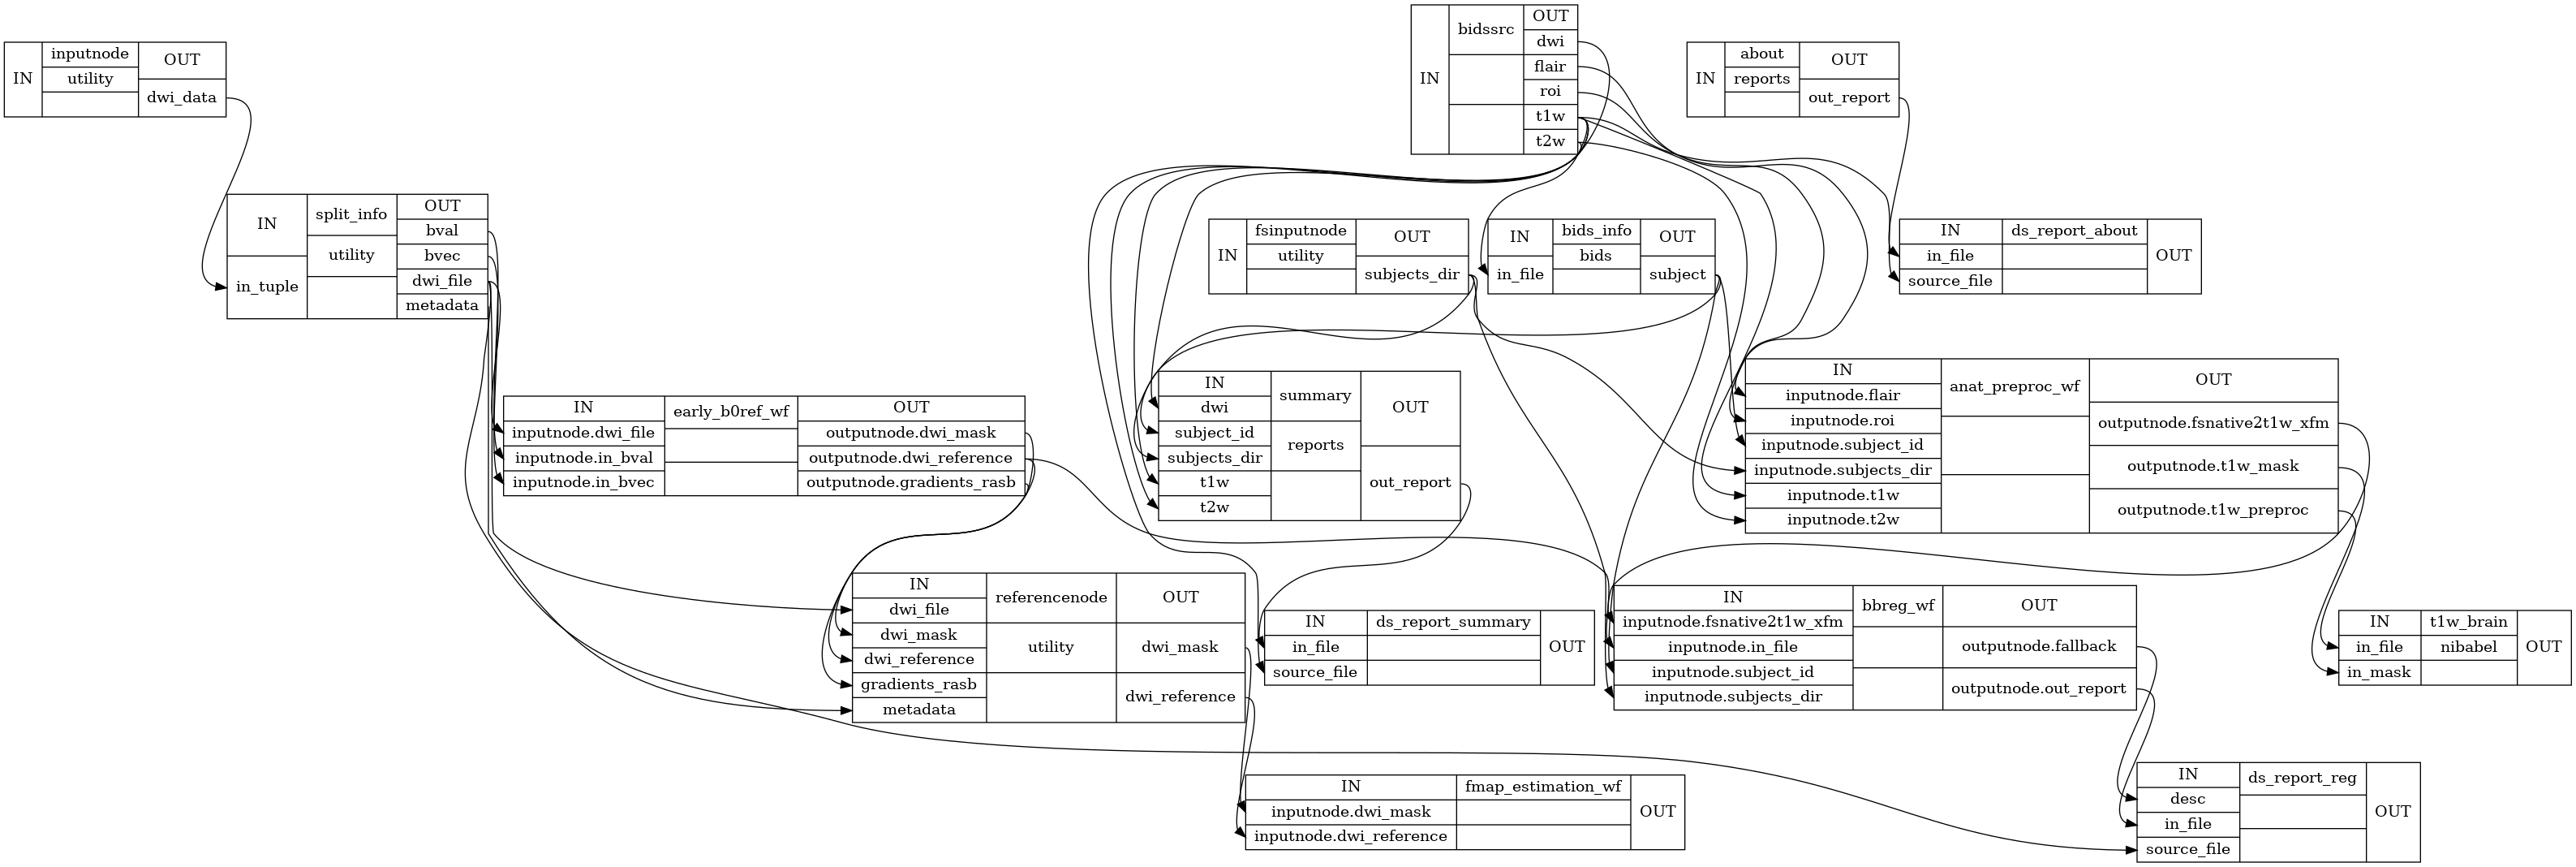 IN
inputnode
utility
OUT
dwi_data
IN
bidssrc
OUT
dwi
flair
roi
t1w
t2w
IN
about
reports
OUT
out_report
IN
in_tuple
split_info
utility
OUT
bval
bvec
dwi_file
metadata
IN
fsinputnode
utility
OUT
subjects_dir
IN
in_file
bids_info
bids
OUT
subject
IN
in_file
source_file
ds_report_about
OUT
IN
inputnode.dwi_file
inputnode.in_bval
inputnode.in_bvec
early_b0ref_wf
OUT
outputnode.dwi_mask
outputnode.dwi_reference
outputnode.gradients_rasb
IN
dwi
subject_id
subjects_dir
t1w
t2w
summary
reports
OUT
out_report
IN
inputnode.flair
inputnode.roi
inputnode.subject_id
inputnode.subjects_dir
inputnode.t1w
inputnode.t2w
anat_preproc_wf
OUT
outputnode.fsnative2t1w_xfm
outputnode.t1w_mask
outputnode.t1w_preproc
IN
dwi_file
dwi_mask
dwi_reference
gradients_rasb
metadata
referencenode
utility
OUT
dwi_mask
dwi_reference
IN
in_file
source_file
ds_report_summary
OUT
IN
inputnode.fsnative2t1w_xfm
inputnode.in_file
inputnode.subject_id
inputnode.subjects_dir
bbreg_wf
OUT
outputnode.fallback
outputnode.out_report
IN
in_file
in_mask
t1w_brain
nibabel
OUT
IN
inputnode.dwi_mask
inputnode.dwi_reference
fmap_estimation_wf
OUT
IN
desc
in_file
source_file
ds_report_reg
OUT